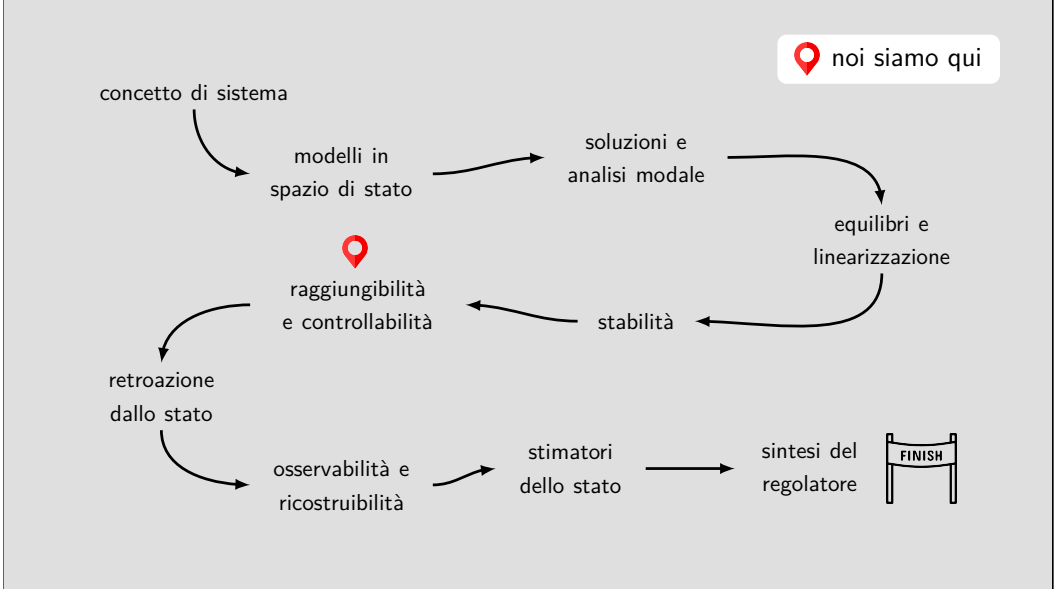 noi siamo qui
concetto di sistema
modelli in
spazio di stato
soluzioni e
analisi modale
equilibri e
linearizzazione
stabilità
raggiungibilità
e controllabilità
retroazione
dallo stato
osservabilità e
ricostruibilità
stimatori
dello stato
sintesi del
regolatore
FINISH